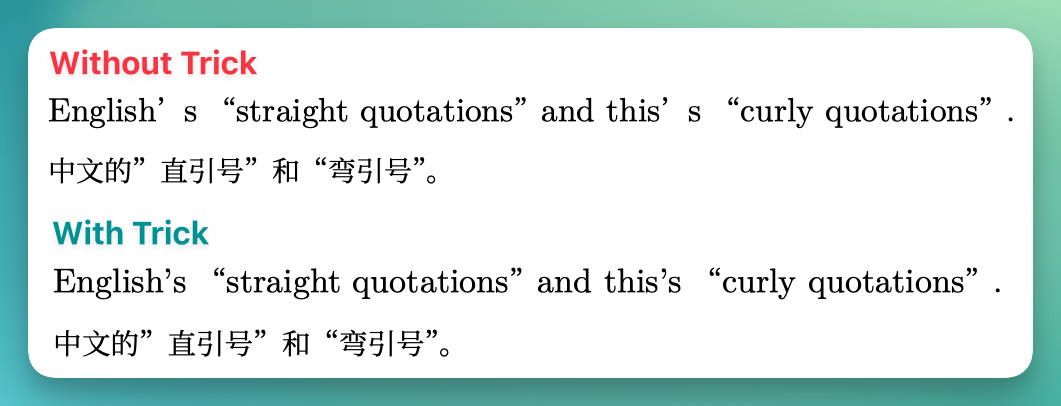 Without Trick
English’ s “straight quotations” and this’ s “curly quotations” .
中文的”直引号”和“弯引号”。
With Trick
English’s “straight quotations” and this’s “curly quotations” .
中文的”直引号”和“弯引号”。